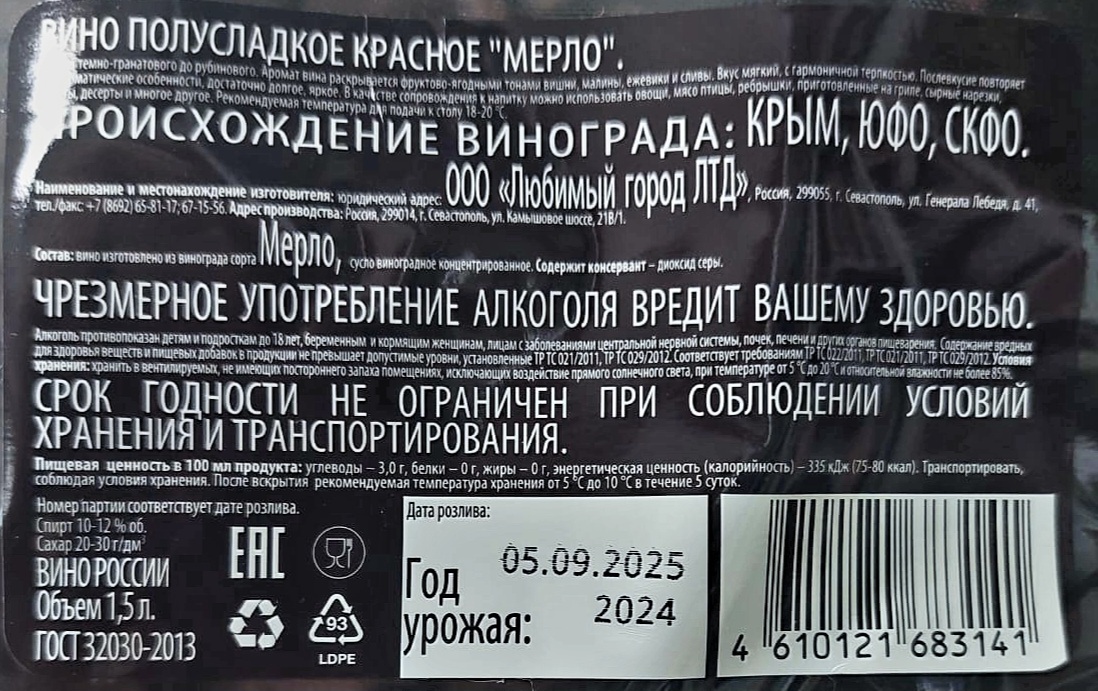 ВИНО ПОЛУСЛАДКОЕ КРАСНОЕ "МЕРЛО".
темно-гранатового до рубинового. Аромат вина раскрывается фруктово-ягодными тонами вишни, малины, ежевики и сливы. Вкус мягкий, с гармоничной терпкостью. Послевкусие повторяет
особенности, достаточно долгое, яркое. В качестве сопровождения к напитку можно использовать овощи, мясо птицы, ребрышки, приготовленные на гриле, сырные нарезки,
десерты и многое другое. Рекомендуемая температура для подачи к столу 18-20 °C.
ПРОИСХОЖДЕНИЕ ВИНОГРАДА: КРЫМ, ЮФО, СКФО.
Наименование и местонахождение изготовителя: юридический адрес: ООО «Любимый город ЛТД», Россия, 299055, г. Севастополь, ул. Генерала Лебедя, д. 41,
тел./факс: +7 (8692) 65-81-17; 67-15-56. Адрес производства: Россия, 299014, г. Севастополь, ул. Камышовое шоссе, 21В/1.
Состав: вино изготовлено из винограда сорта Мерло, сусло виноградное концентрированное. Содержит консервант – диоксид серы.
ЧРЕЗМЕРНОЕ УПОТРЕБЛЕНИЕ АЛКОГОЛЯ ВРЕДИТ ВАШЕМУ ЗДОРОВЬЮ.
Алкоголь противопоказан детям и подросткам до 18 лет, беременным и кормящим женщинам, лицам с заболеваниями центральной нервной системы, почек, печени и других органов пищеварения. Содержание вредных
для здоровья веществ и пищевых добавок в продукции не превышает допустимые уровни, установленные ТР ТС 021/2011, ТР ТС 029/2012. Соответствует требованиям ТР ТС 022/2011, ТР ТС 021/2011, ТР ТС 029/2012. Условия
хранения: хранить в вентилируемых, не имеющих постороннего запаха помещениях, исключающих воздействие прямого солнечного света, при температуре от 5 °C до 20 °C и относительной влажности не более 85%.
СРОК ГОДНОСТИ НЕ ОГРАНИЧЕН ПРИ СОБЛЮДЕНИИ УСЛОВИЙ
ХРАНЕНИЯ И ТРАНСПОРТИРОВАНИЯ.
Пищевая ценность в 100 мл продукта: углеводы – 3,0 г, белки – 0 г, жиры – 0 г, энергетическая ценность (калорийность) – 335 кДж (75-80 ккал). Транспортировать,
соблюдая условия хранения. После вскрытия рекомендуемая температура хранения от 5 °C до 10 °C в течение 5 суток.
Номер партии соответствует дате розлива.
Спирт 10-12 % об.
Сахар 20-30 г/дм³
ВИНО РОССИИ
Объем 1,5 л.
ГОСТ 32030-2013
EAC
93
LDPE
Дата розлива:
05.09.2025
Год
урожая: 2024
4 610121 683141